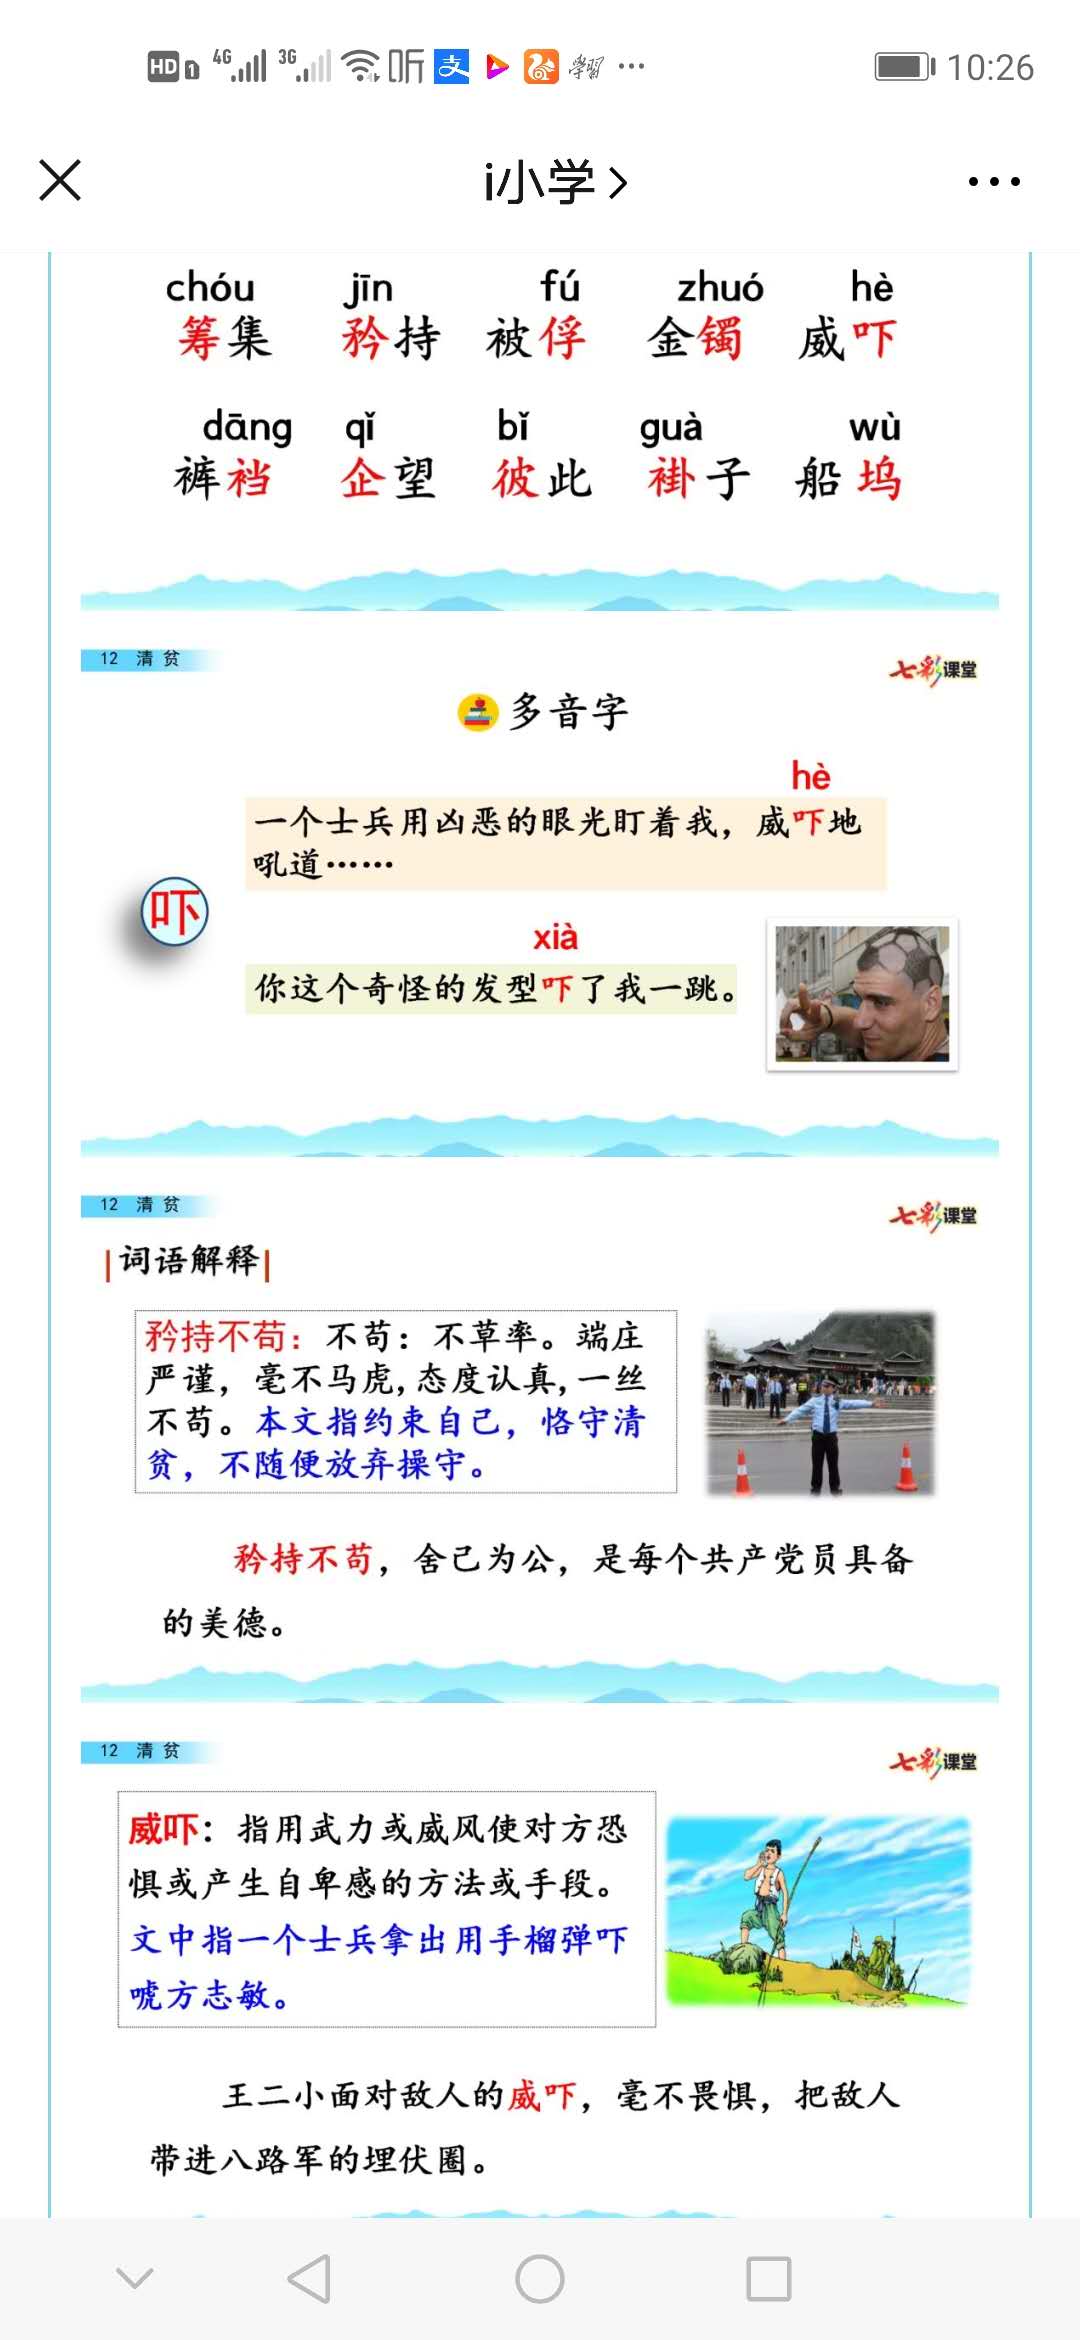 HD 1 4G 3G 听 支 學習 ··· 10:26
i小学
chóu jīn fú zhuó hè
筹集 矜持 被俘 金镯 威吓
dāng qǐ bǐ guà wù
裤裆 企望 彼此 褂子 船坞
12 清贫
七彩课堂
多音字
hè
一个士兵用凶恶的眼光盯着我，威吓地
吼道……
吓
xià
你这个奇怪的发型吓了我一跳。
12 清贫
七彩课堂
词语解释
矜持不苟：不苟：不草率。端庄
严谨，毫不马虎,态度认真,一丝
不苟。本文指约束自己，恪守清
贫，不随便放弃操守。
矜持不苟，舍己为公，是每个共产党员具备
的美德。
12 清贫
七彩课堂
威吓：指用武力或威风使对方恐
惧或产生自卑感的方法或手段。
文中指一个士兵拿出用手榴弹吓
唬方志敏。
王二小面对敌人的威吓，毫不畏惧，把敌人
带进八路军的埋伏圈。